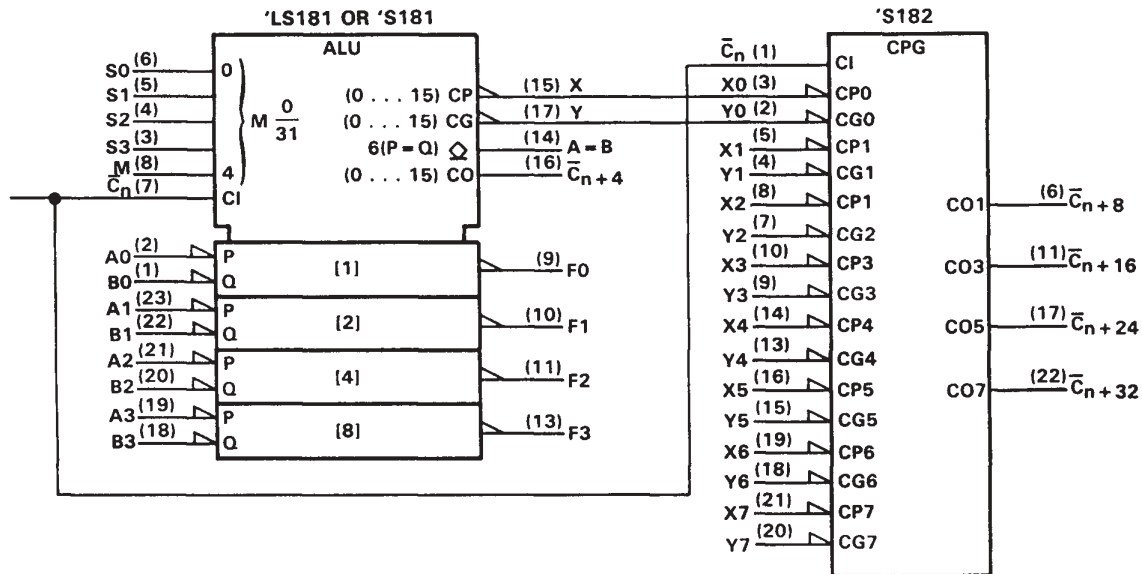 'LS181 OR 'S181
ALU
S0 (6) 0
S1 (5)
S2 (4)
S3 (3)
M (8) 4
C̅n (7) CI
M 0/31
(0 . . . 15) CP (15) X
(0 . . . 15) CG (17) Y
6(P = Q) (14) A = B
(0 . . . 15) CO (16) C̅n + 4
A0 (2) P
B0 (1) Q
[1]
(9) F0
A1 (23) P
B1 (22) Q
[2]
(10) F1
A2 (21) P
B2 (20) Q
[4]
(11) F2
A3 (19) P
B3 (18) Q
[8]
(13) F3
'S182
CPG
C̅n (1) CI
X0 (3) CP0
Y0 (2) CG0
X1 (5) CP1
Y1 (4) CG1
X2 (8) CP1
Y2 (7) CG2
X3 (10) CP3
Y3 (9) CG3
X4 (14) CP4
Y4 (13) CG4
X5 (16) CP5
Y5 (15) CG5
X6 (19) CP6
Y6 (18) CG6
X7 (21) CP7
Y7 (20) CG7
CO1 (6) C̅n + 8
CO3 (11) C̅n + 16
CO5 (17) C̅n + 24
CO7 (22) C̅n + 32